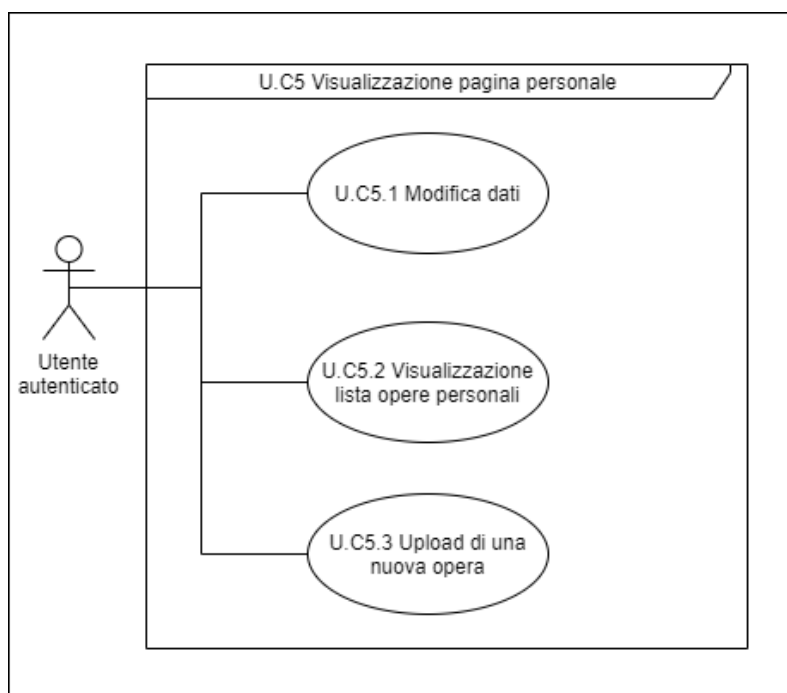 U.C5 Visualizzazione pagina personale
U.C5.1 Modifica dati
Utente
autenticato
U.C5.2 Visualizzazione
lista opere personali
U.C5.3 Upload di una
nuova opera